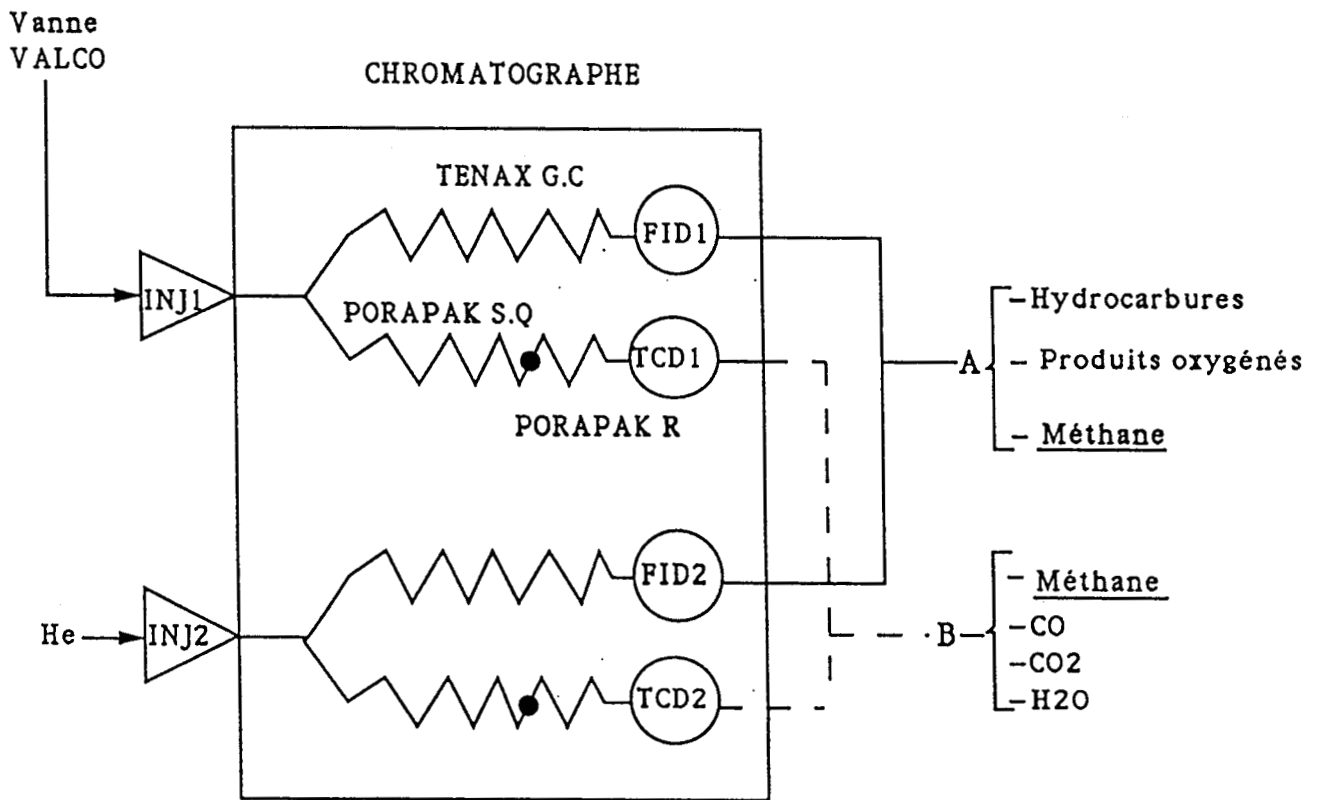 Vanne
VALCO
CHROMATOGRAPHE
TENAX G.C
FID1
INJ1
PORAPAK S.Q
TCD1
PORAPAK R
A
-Hydrocarbures
- Produits oxygénés
- Méthane
FID2
He
INJ2
TCD2
B
- Méthane
-CO
-CO2
-H2O